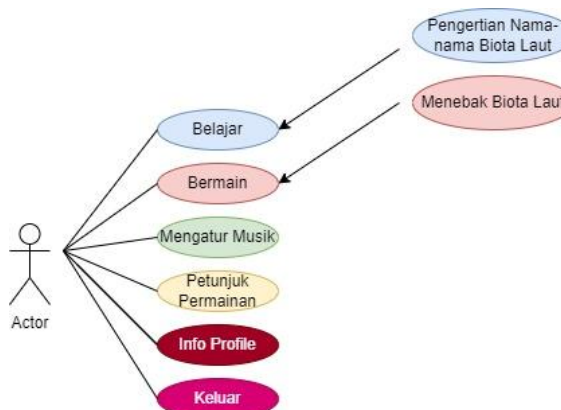 Pengertian Nama-
nama Biota Laut
Menebak Biota Laut
Belajar
Bermain
Mengatur Musik
Petunjuk
Permainan
Info Profile
Keluar
Actor